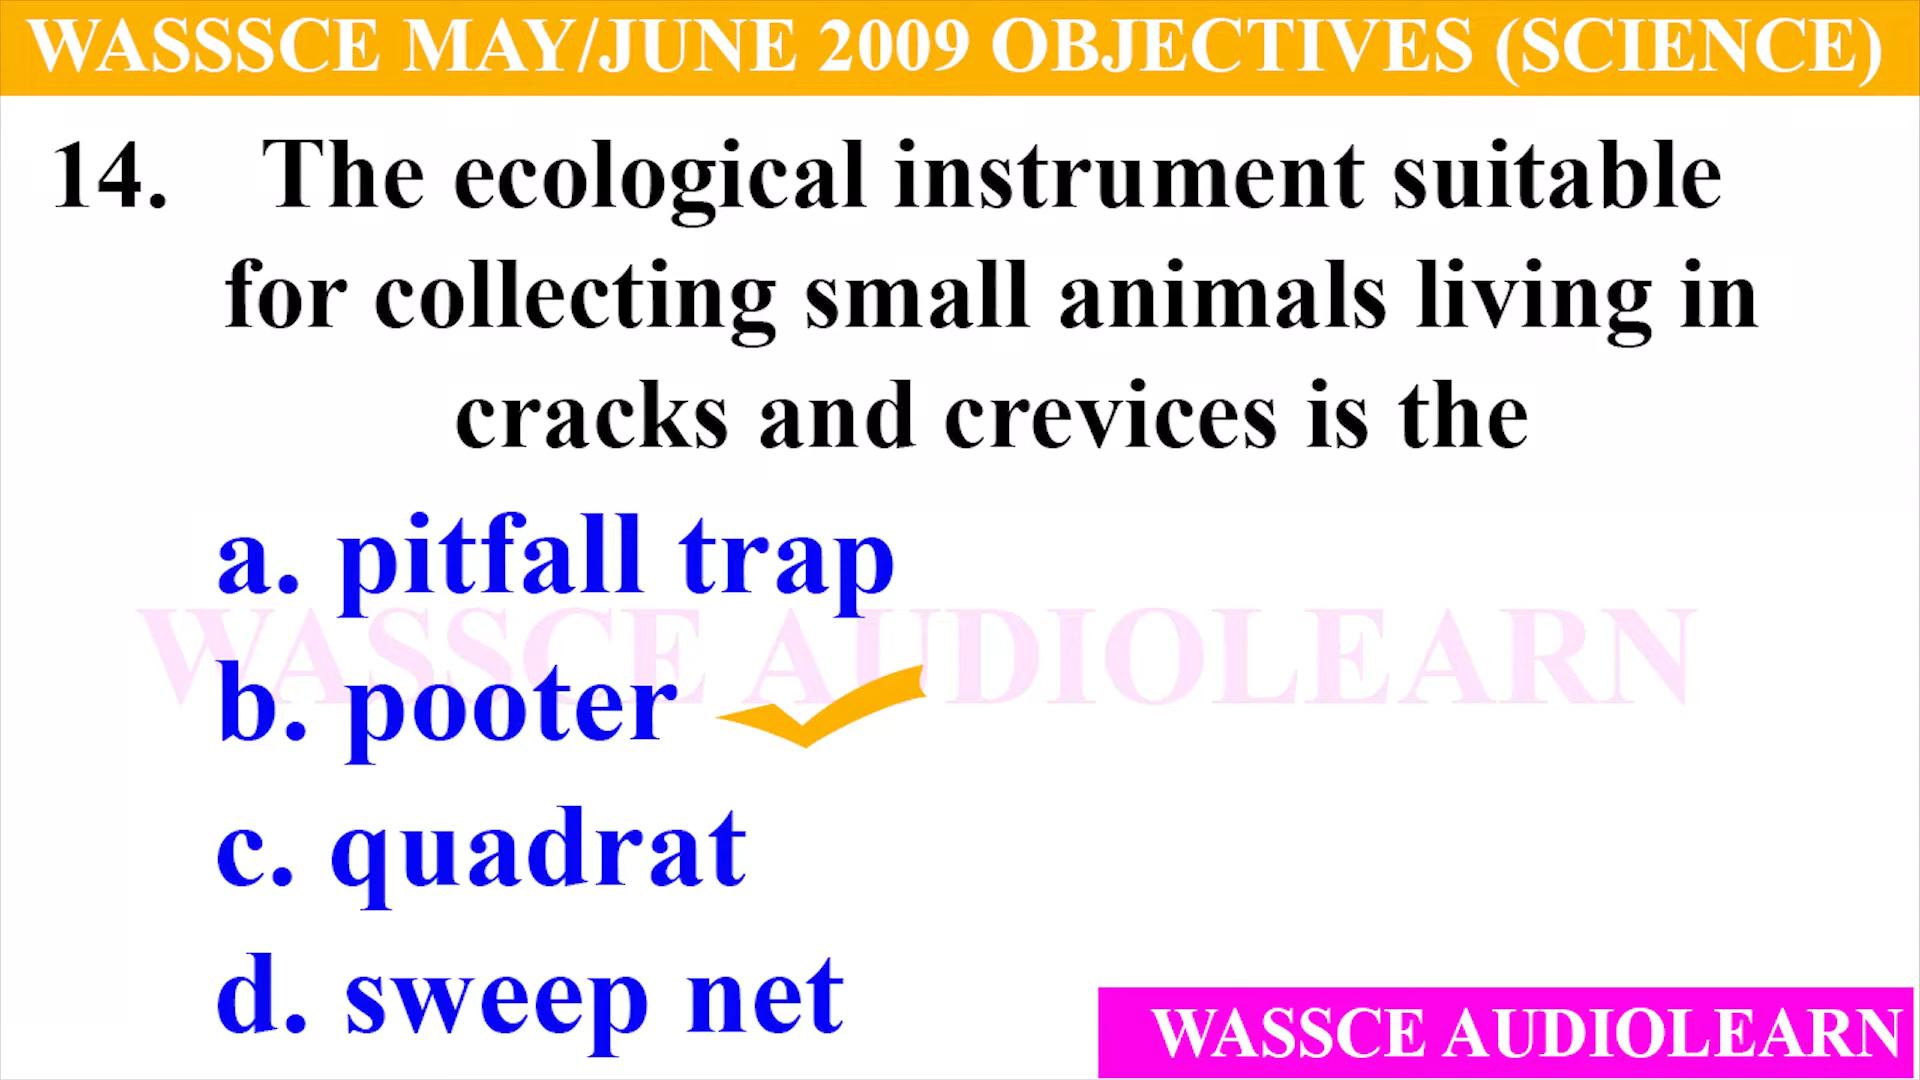 WASSSCE MAY/JUNE 2009 OBJECTIVES (SCIENCE)
14. The ecological instrument suitable
for collecting small animals living in
cracks and crevices is the
a. pitfall trap
WASSCE AUDIOLEARN
b. pooter
c. quadrat
d. sweep net
WASSCE AUDIOLEARN